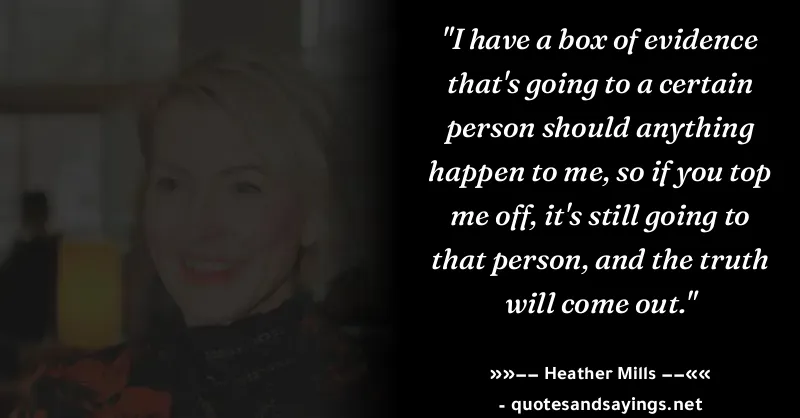 "I have a box of evidence
that's going to a certain
person should anything
happen to me, so if you top
me off, it's still going to
that person, and the truth
will come out."
»»–– Heather Mills ––««
- quotesandsayings.net